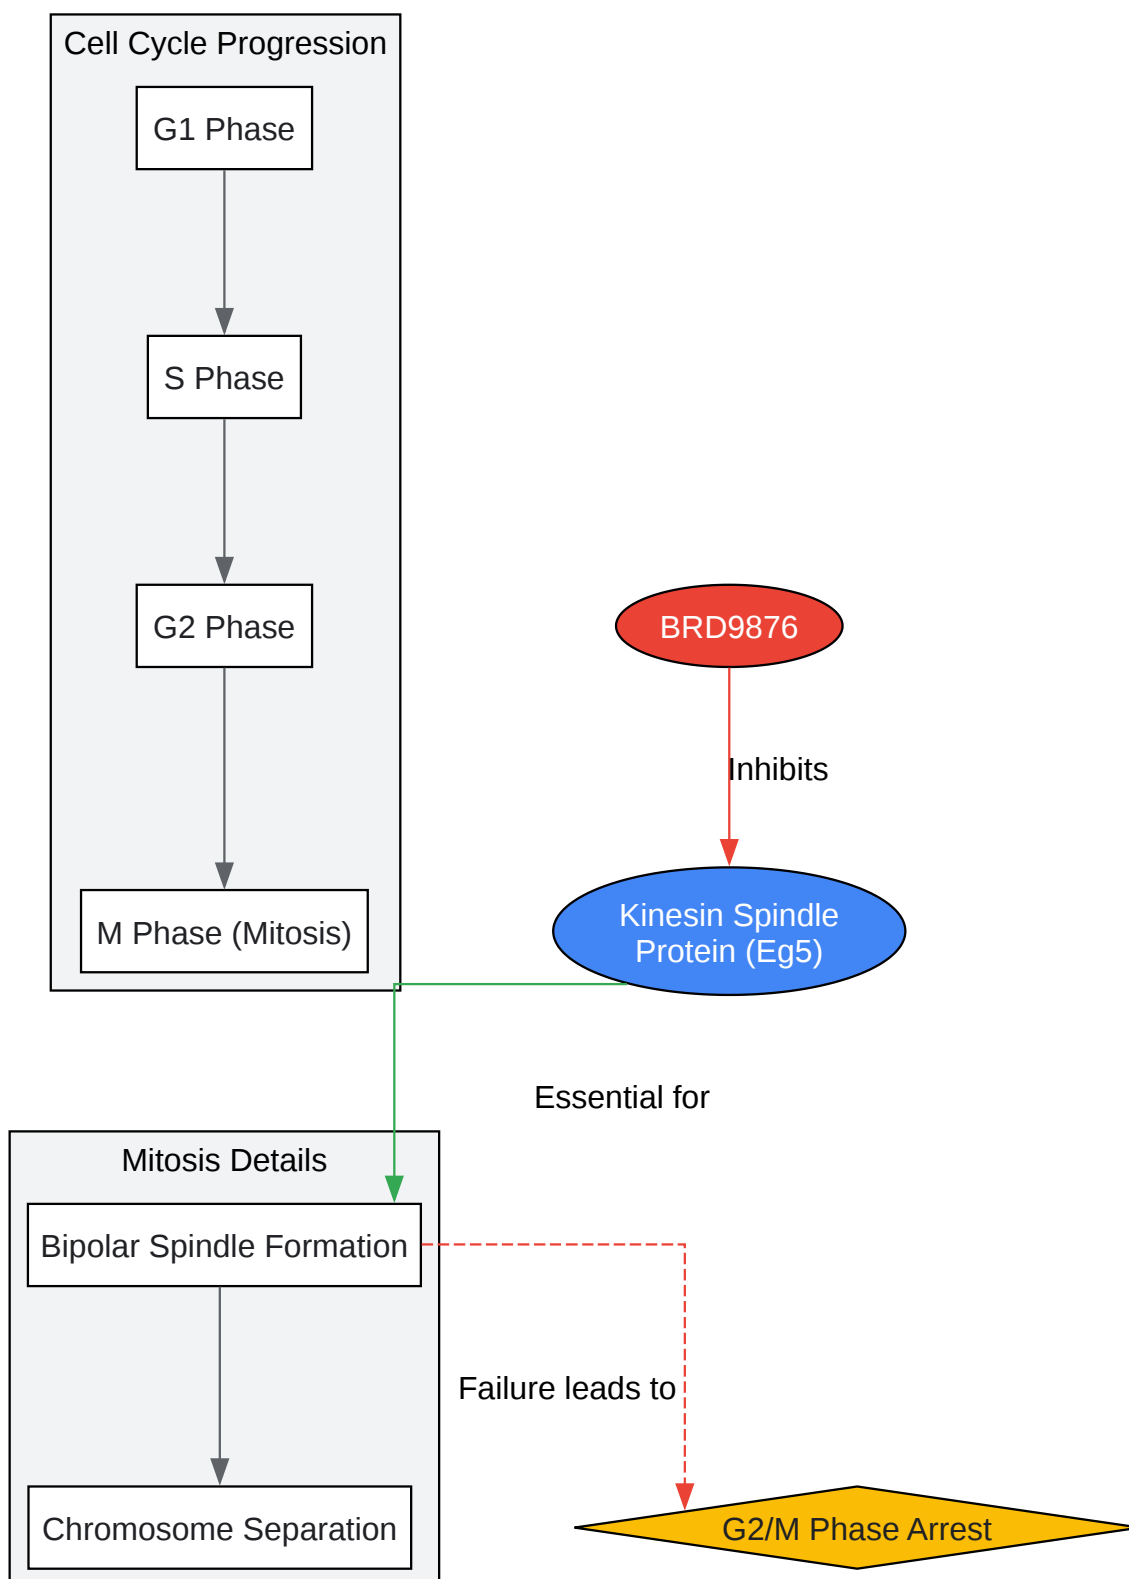 Cell Cycle Progression
G1 Phase
S Phase
G2 Phase
BRD9876
Inhibits
M Phase (Mitosis)
Kinesin Spindle
Protein (Eg5)
Essential for
Mitosis Details
Bipolar Spindle Formation
Failure leads to
Chromosome Separation
G2/M Phase Arrest